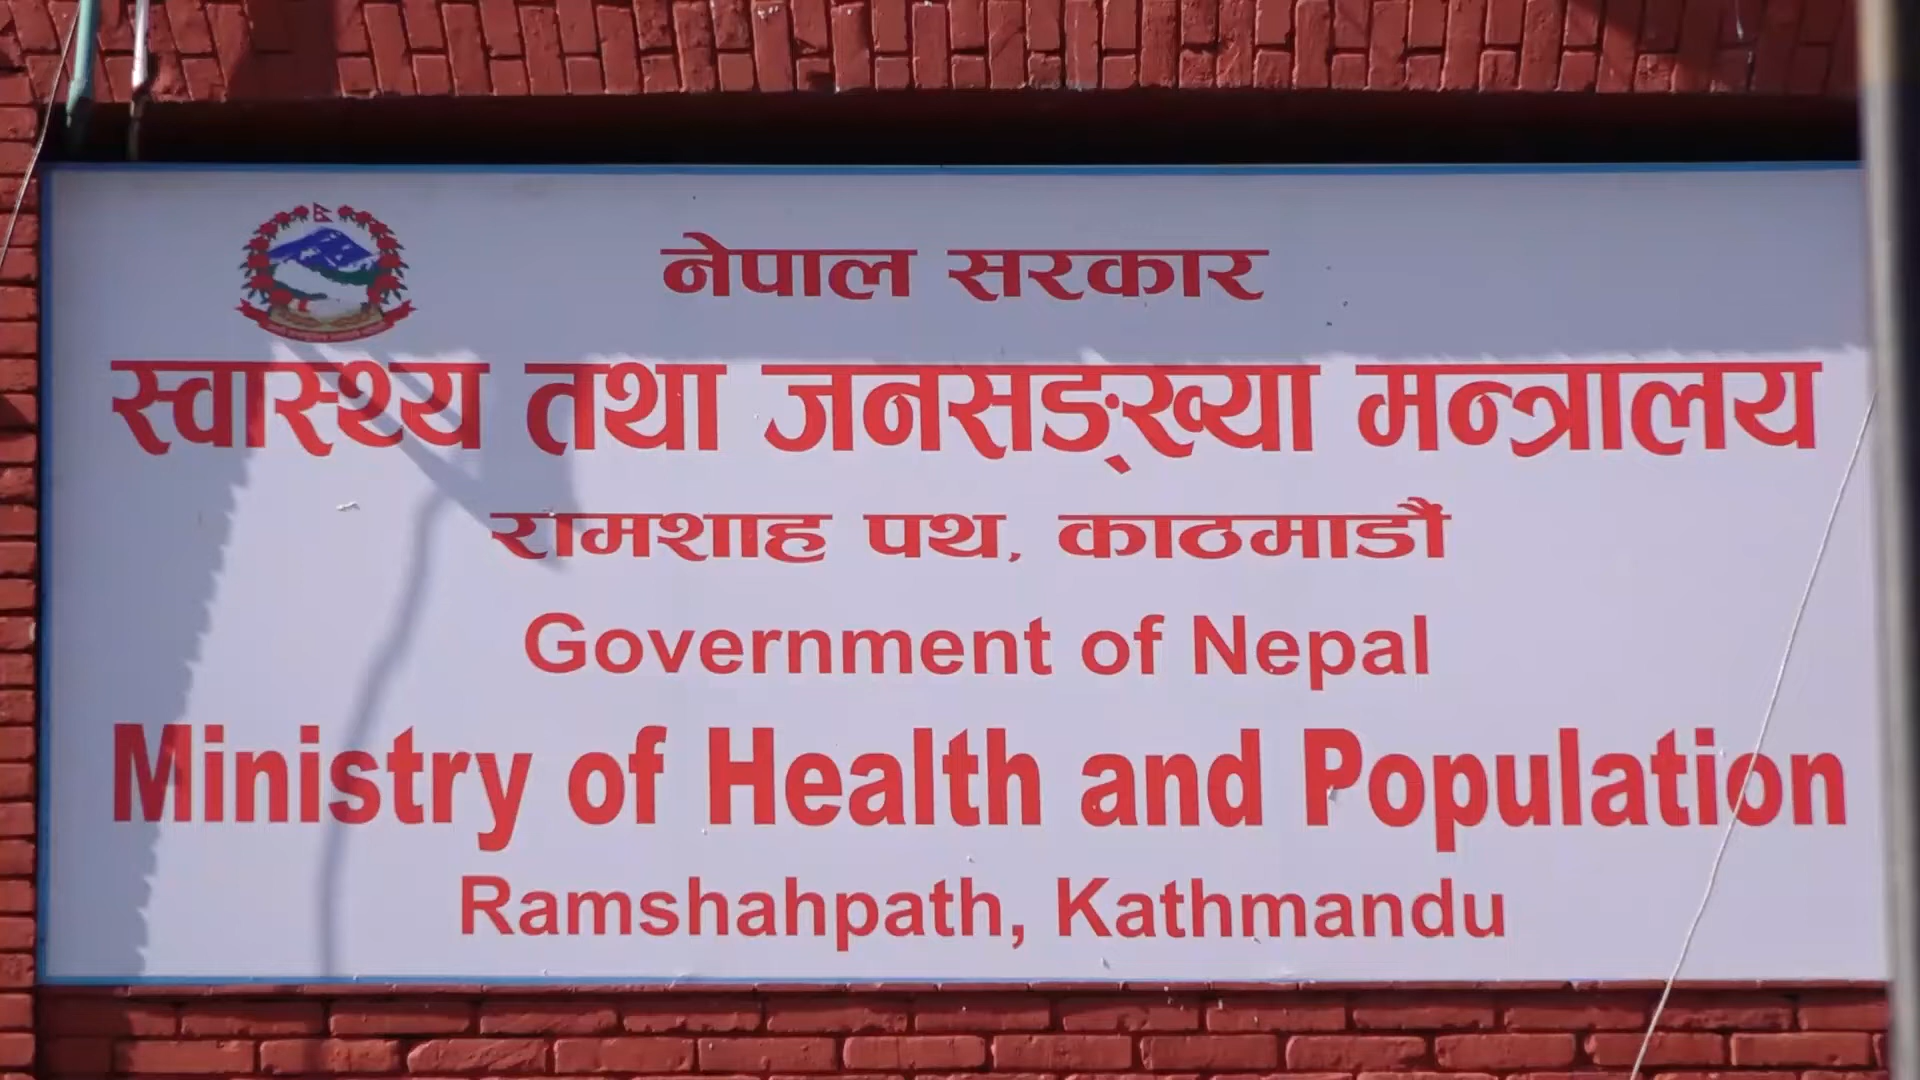 नेपाल सरकार
स्वास्थ्य तथा जनसङ्ख्या मन्त्रालय
रामशाह पथ, काठमाडौं
Government of Nepal
Ministry of Health and Population
Ramshahpath, Kathmandu